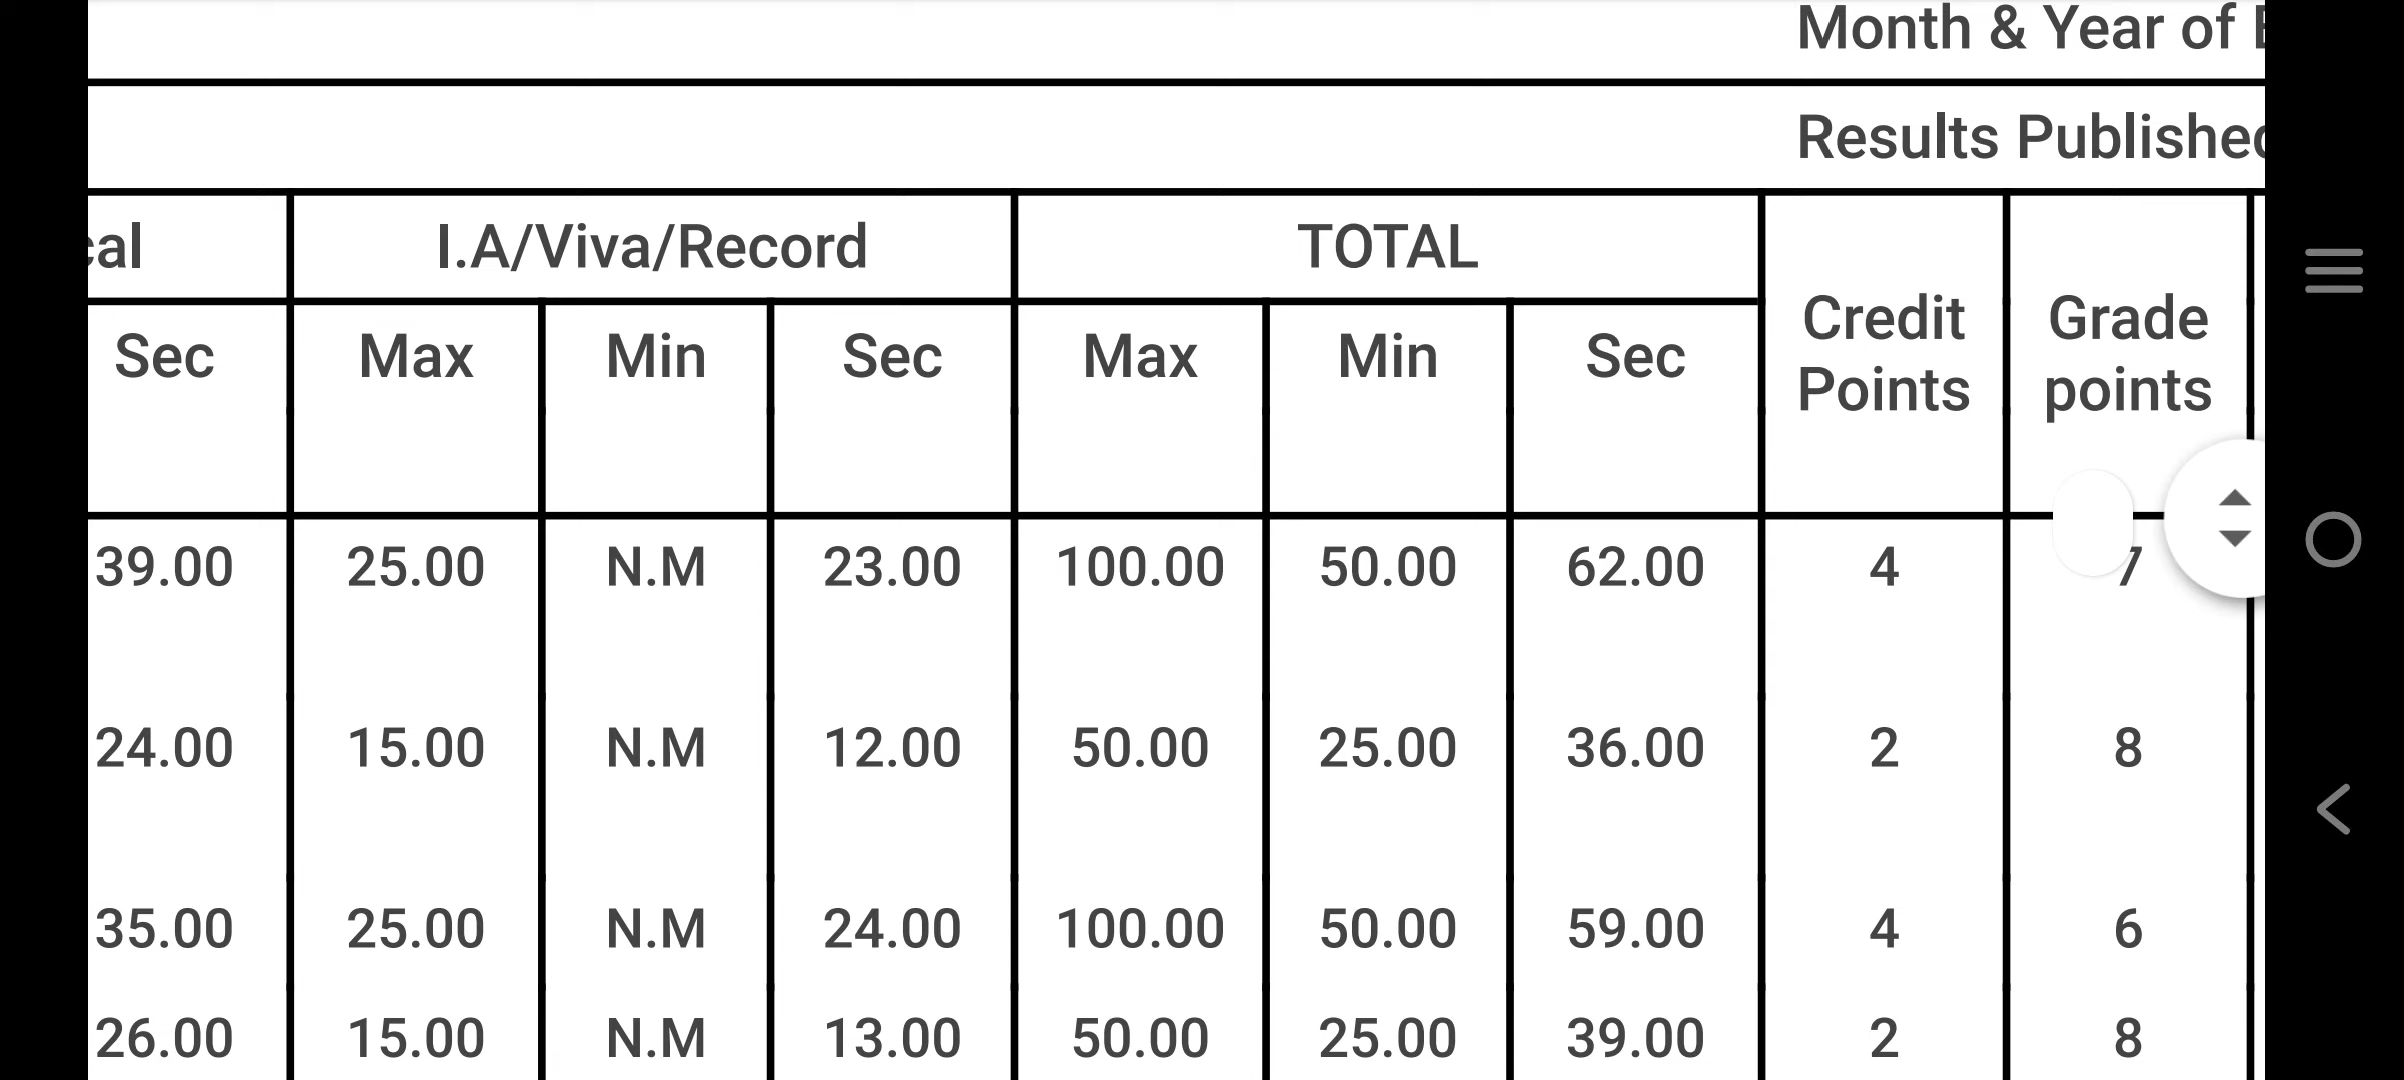 Month & Year of
Results Published
cal I.A/Viva/Record TOTAL
Credit Points Grade points
Sec Max Min Sec Max Min Sec
39.00 25.00 N.M 23.00 100.00 50.00 62.00 4 7
24.00 15.00 N.M 12.00 50.00 25.00 36.00 2 8
35.00 25.00 N.M 24.00 100.00 50.00 59.00 4 6
26.00 15.00 N.M 13.00 50.00 25.00 39.00 2 8